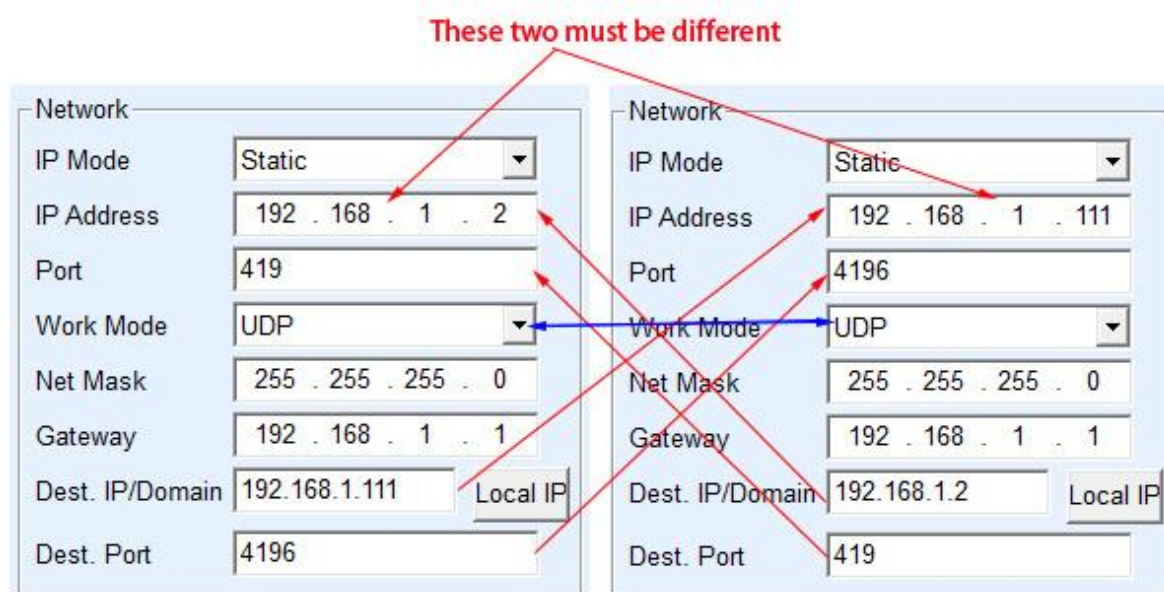 These two must be different
Network
IP Mode Static
IP Address 192 . 168 . 1 . 2
Port 419
Work Mode UDP
Net Mask 255 . 255 . 255 . 0
Gateway 192 . 168 . 1 . 1
Dest. IP/Domain 192.168.1.111 Local IP
Dest. Port 4196
Network
IP Mode Static
IP Address 192 . 168 . 1 . 111
Port 4196
Work Mode UDP
Net Mask 255 . 255 . 255 . 0
Gateway 192 . 168 . 1 . 1
Dest. IP/Domain 192.168.1.2 Local IP
Dest. Port 419